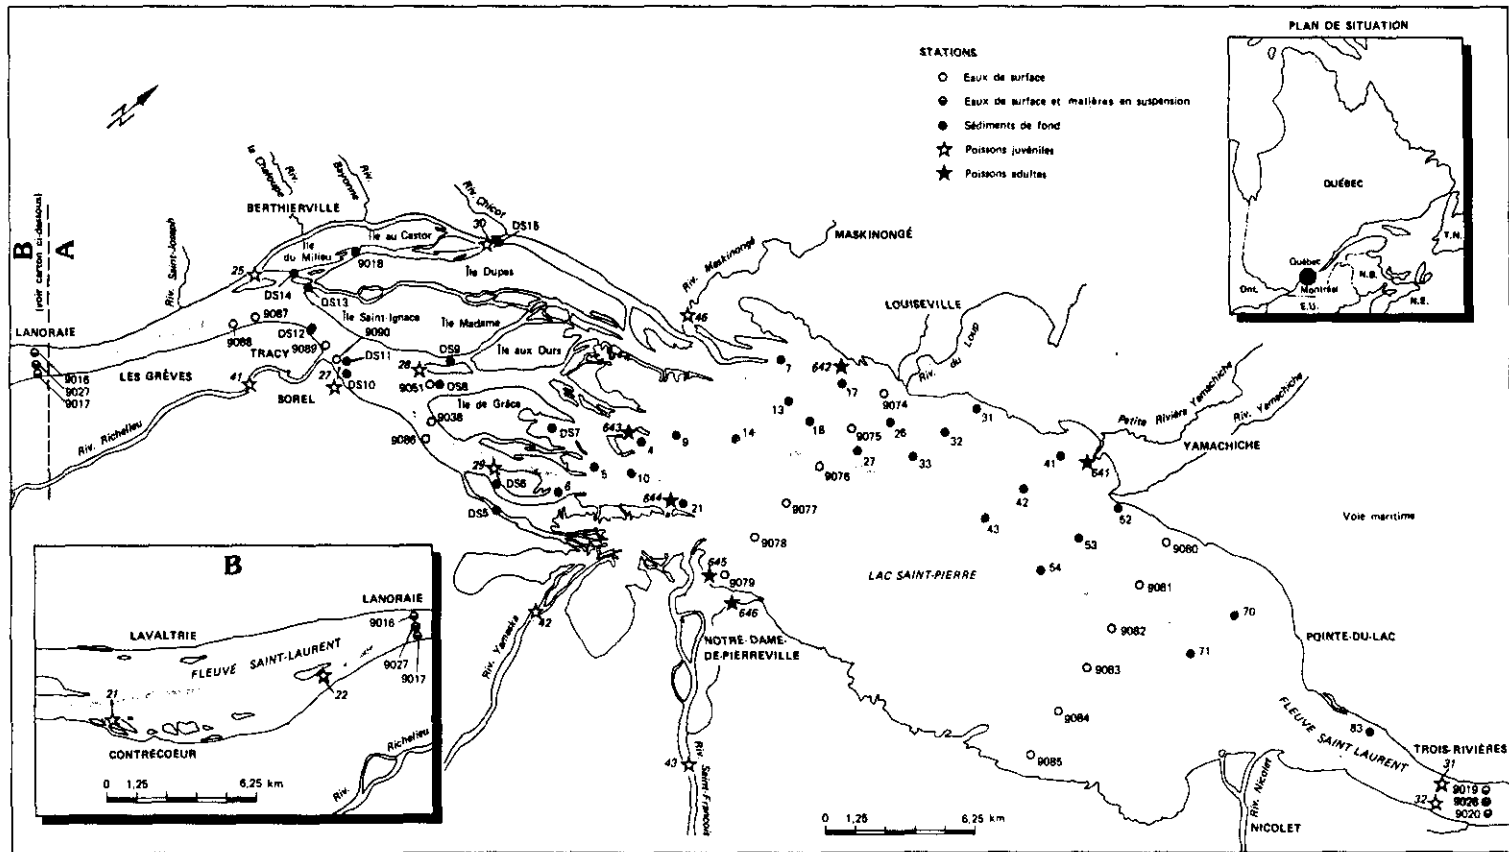 PLAN DE SITUATION
QUÉBEC
T.N.
Québec
N.B.
Ont.
Montréal
N.E.
E.U.
STATIONS
Eaux de surface
Eaux de surface et matières en suspension
Sédiments de fond
Poissons juvéniles
Poissons adultes
N
B
A
(voir carton ci-dessous)
Riv. Saint-Joseph
Riv. la Chaloupe
BERTHIERVILLE
Riv. Bayonne
Riv. Chicot
30
DS15
Île au Castor
Île du Milieu
9018
25
Île Dupas
DS14
DS13
Île Saint-Ignace
9090
Île Madame
Île aux Ours
LANORAIE
9087
9088
DS12
9089
TRACY
DS11
DS10
27
28
DS9
9051
DS8
9016
9027
9017
LES GRÈVES
41
SOREL
Riv. Richelieu
9038
9086
Île de Grâce
DS7
29
DS6
DS5
643
4
5
6
10
9
14
644
21
Riv. Maskinongé
MASKINONGÉ
46
LOUISEVILLE
Riv. du Loup
7
642
17
13
18
9074
9075
26
27
9076
31
32
33
9077
9078
Petite Rivière Yamachiche
Riv. Yamachiche
YAMACHICHE
41
641
42
43
52
53
54
Voie maritime
LAC SAINT-PIERRE
9080
9081
9082
9083
9084
9085
70
71
POINTE-DU-LAC
645
9079
646
NOTRE-DAME-DE-PIERREVILLE
Riv. Yamaska
42
43
Riv. Saint-François
FLEUVE SAINT LAURENT
83
TROIS-RIVIÈRES
31
32
9019
9026
9020
Riv. Nicolet
NICOLET
0 1,25 6,25 km
B
LANORAIE
9016
9027
9017
LAVALTRIE
FLEUVE SAINT-LAURENT
21
22
CONTRECOEUR
Riv. Richelieu
0 1,25 6,25 km